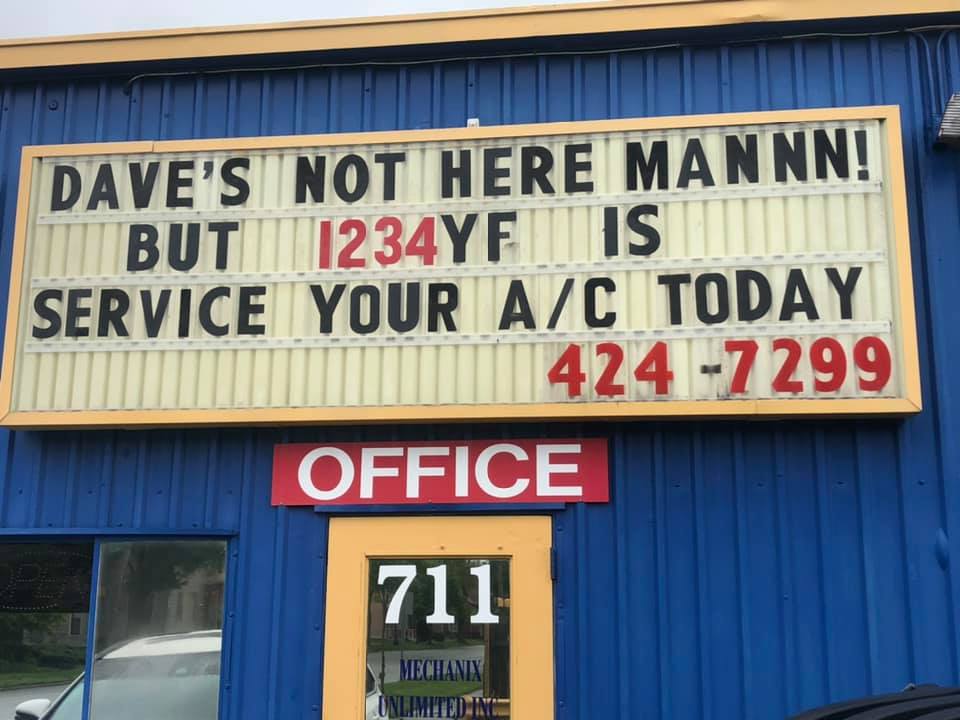 DAVE'S NOT HERE MANNN!
BUT 1234YF IS
SERVICE YOUR A/C TODAY
424-7299
OFFICE
711
MECHANIX
UNLIMITED INC